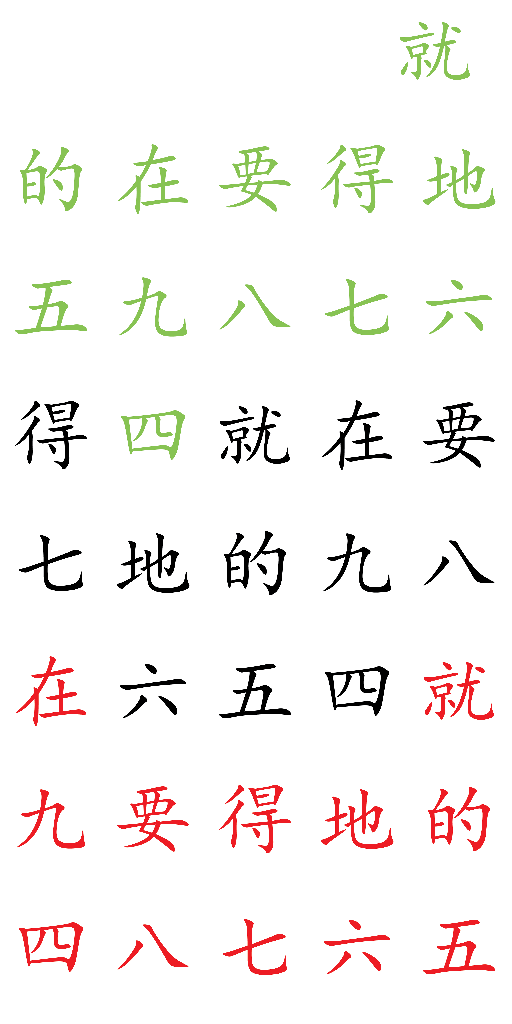 就
的在要得地
五九八七六
得四就在要
七地的九八
在六五四就
九要得地的
四八七六五